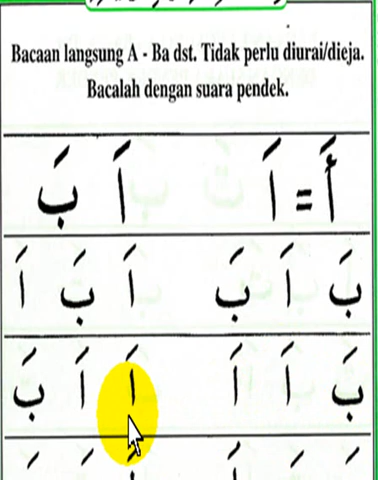 Bacaan langsung A - Ba dst. Tidak perlu diurai/dieja.
Bacalah dengan suara pendek.
أَ = اَ اَ بَ
بَ اَ بَ اَ بَ اَ
بَ اَ اَ اَ اَ بَ